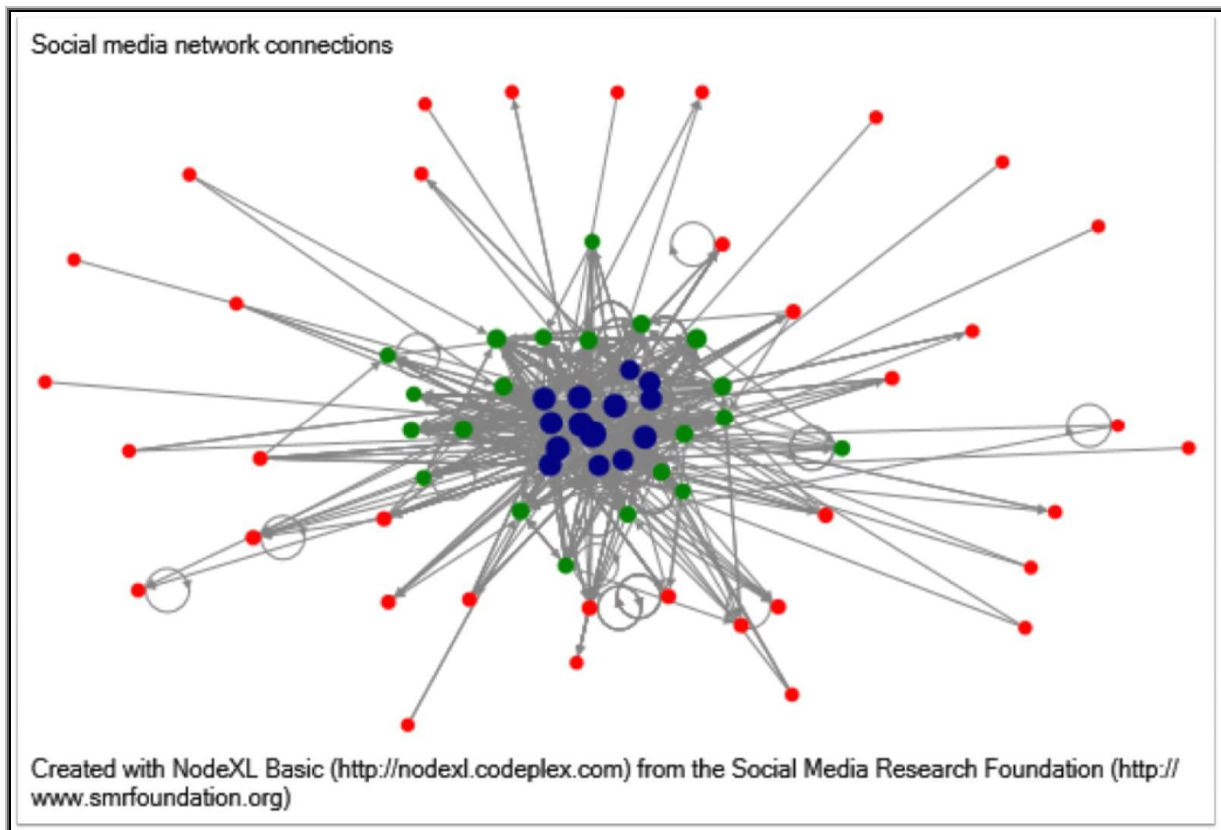 Social media network connections
Created with NodeXL Basic (http://nodexl.codeplex.com) from the Social Media Research Foundation (http://
www.smrfoundation.org)